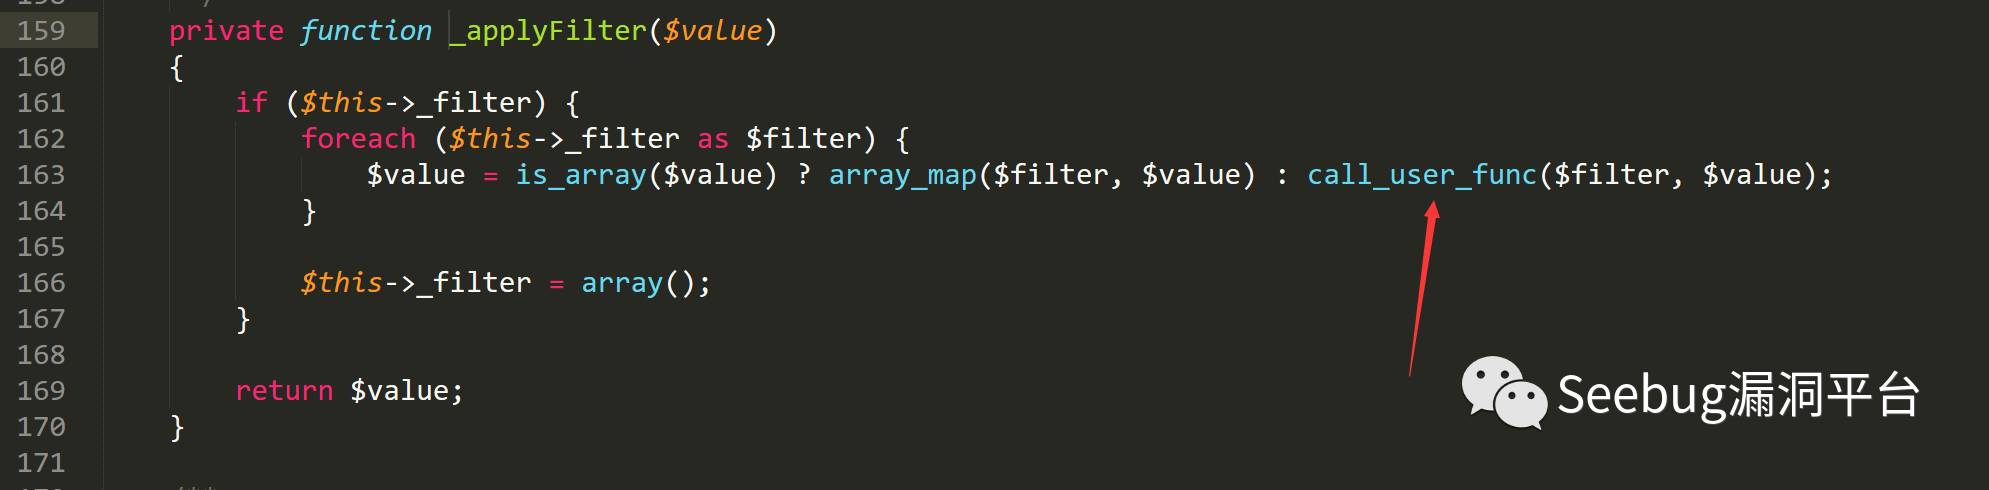 159 private function _applyFilter($value)
160 {
161 if ($this->_filter) {
162 foreach ($this->_filter as $filter) {
163 $value = is_array($value) ? array_map($filter, $value) : call_user_func($filter, $value);
164 }
165
166 $this->_filter = array();
167 }
168
169 return $value;
170 }
171
Seebug漏洞平台